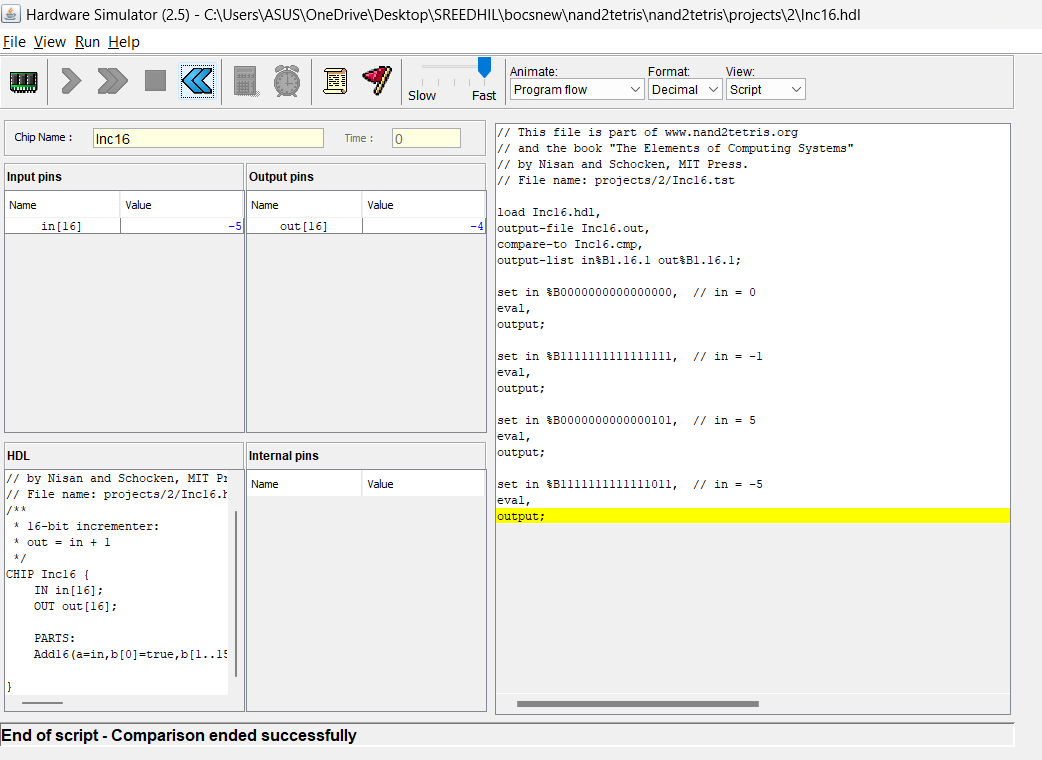 Hardware Simulator (2.5) - C:\Users\ASUS\OneDrive\Desktop\SREEDHIL\bocsnew\nand2tetris\nand2tetris\projects\2\Inc16.hdl
File View Run Help
Slow Fast
Animate: Format: View:
Program flow Decimal Script
Chip Name : Inc16 Time : 0
Input pins
Name Value
in[16] -5
Output pins
Name Value
out[16] -4
HDL
// by Nisan and Schocken, MIT Pr
// File name: projects/2/Inc16.h
/**
* 16-bit incrementer:
* out = in + 1
*/
CHIP Inc16 {
IN in[16];
OUT out[16];
PARTS:
Add16(a=in,b[0]=true,b[1..15
}
Internal pins
Name Value
// This file is part of www.nand2tetris.org
// and the book "The Elements of Computing Systems"
// by Nisan and Schocken, MIT Press.
// File name: projects/2/Inc16.tst
load Inc16.hdl,
output-file Inc16.out,
compare-to Inc16.cmp,
output-list in%B1.16.1 out%B1.16.1;
set in %B0000000000000000,  // in = 0
eval,
output;
set in %B1111111111111111,  // in = -1
eval,
output;
set in %B0000000000000101,  // in = 5
eval,
output;
set in %B1111111111111011,  // in = -5
eval,
output;
End of script - Comparison ended successfully